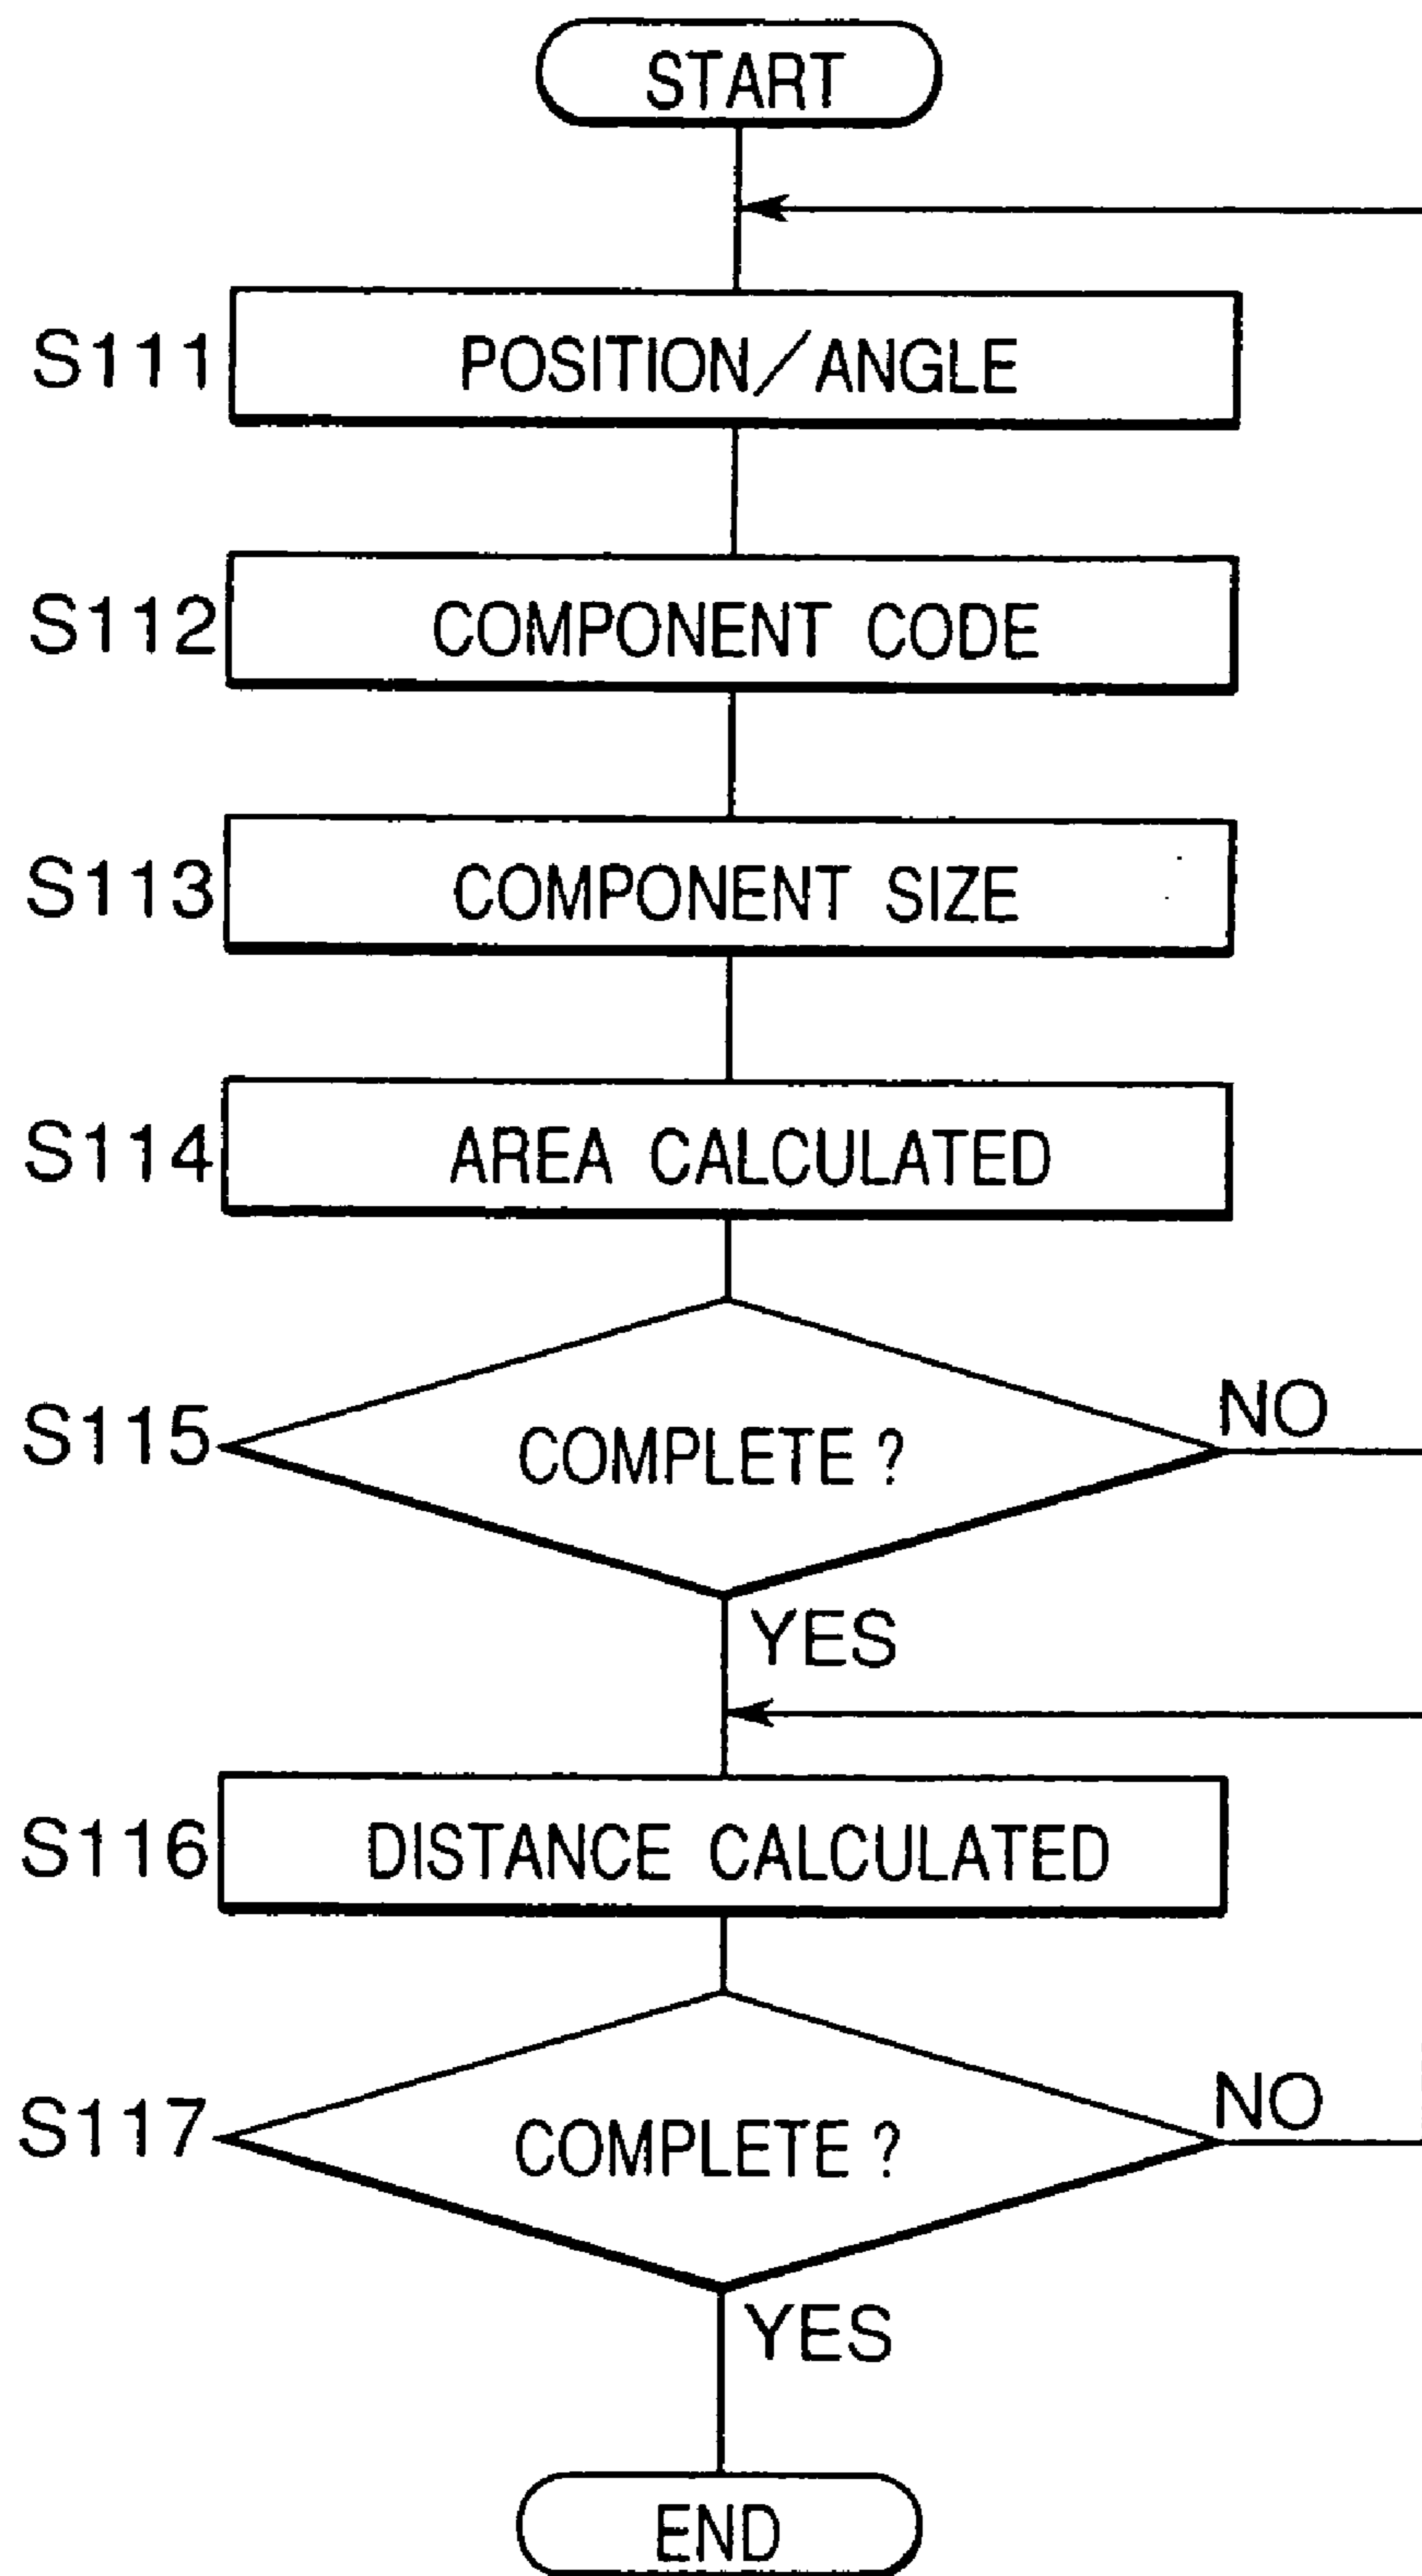 START
S111 POSITION/ANGLE
S112 COMPONENT CODE
S113 COMPONENT SIZE
S114 AREA CALCULATED
S115 COMPLETE ? NO
YES
S116 DISTANCE CALCULATED
S117 COMPLETE ? NO
YES
END